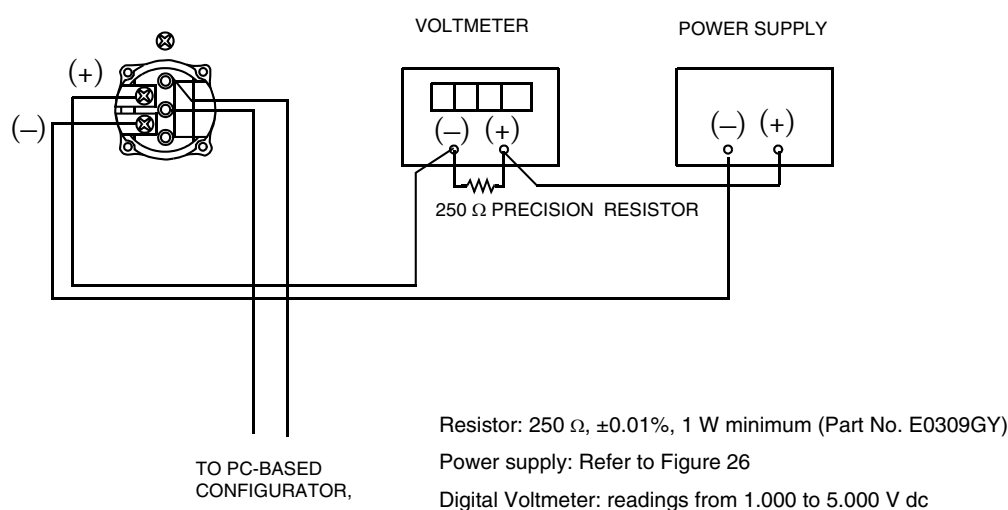 VOLTMETER
POWER SUPPLY
(+)
(–)
(–) (+)
(–) (+)
250 Ω PRECISION RESISTOR
TO PC-BASED
CONFIGURATOR,
Resistor: 250 Ω, ±0.01%, 1 W minimum (Part No. E0309GY)
Power supply: Refer to Figure 26
Digital Voltmeter: readings from 1.000 to 5.000 V dc